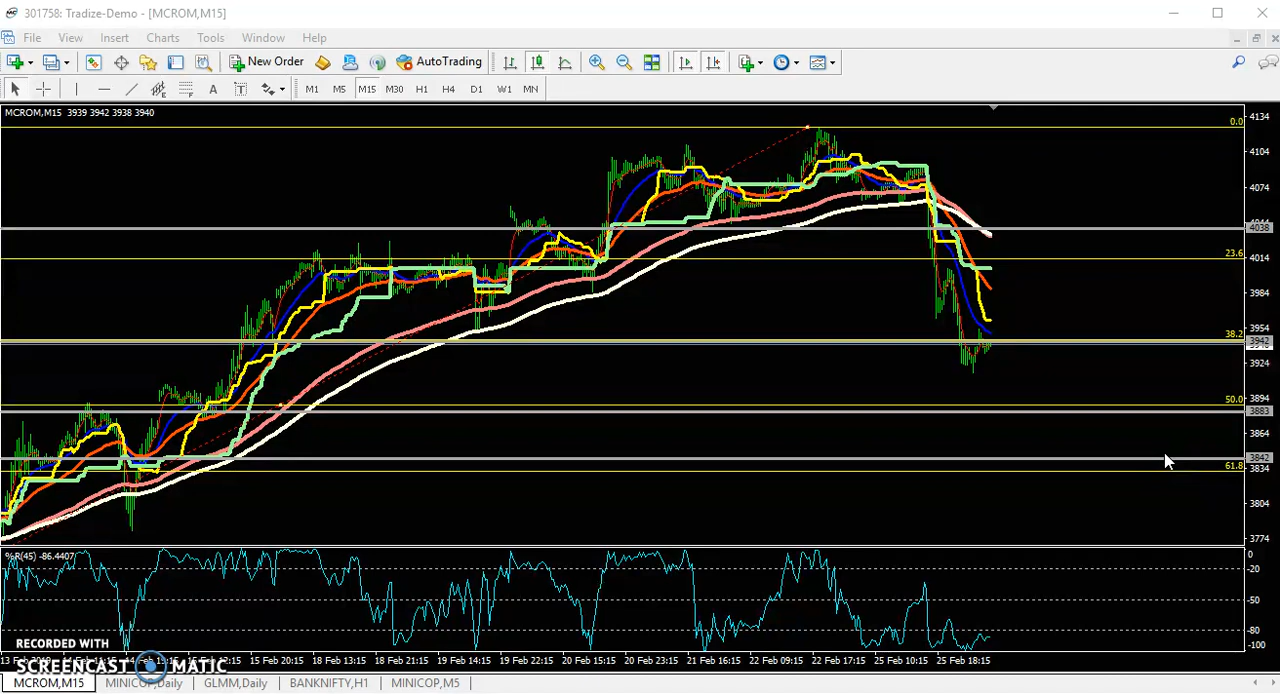 301758: Tradize-Demo - [MCROM,M15]
File View Insert Charts Tools Window Help
New Order AutoTrading
A T M1 M5 M15 M30 H1 H4 D1 W1 MN
MCROM,M15 3939 3942 3938 3940
4134
0.0
4104
4074
4044
4038
23.6
4014
3984
3954
38.2
3942
3924
50.0
3894
3883
3864
3842
61.8
3834
3804
3774
%R(45) -86.4407
0
-20
-50
-80
-100
RECORDED WITH
SCREENCAST MATIC
15 Feb 20:15 18 Feb 13:15 18 Feb 21:15 19 Feb 14:15 19 Feb 22:15 20 Feb 15:15 20 Feb 23:15 21 Feb 16:15 22 Feb 09:15 22 Feb 17:15 25 Feb 10:15 25 Feb 18:15
MCROM,M15 MINICOP,Daily GLMM,Daily BANKNIFTY,H1 MINICOP,M5